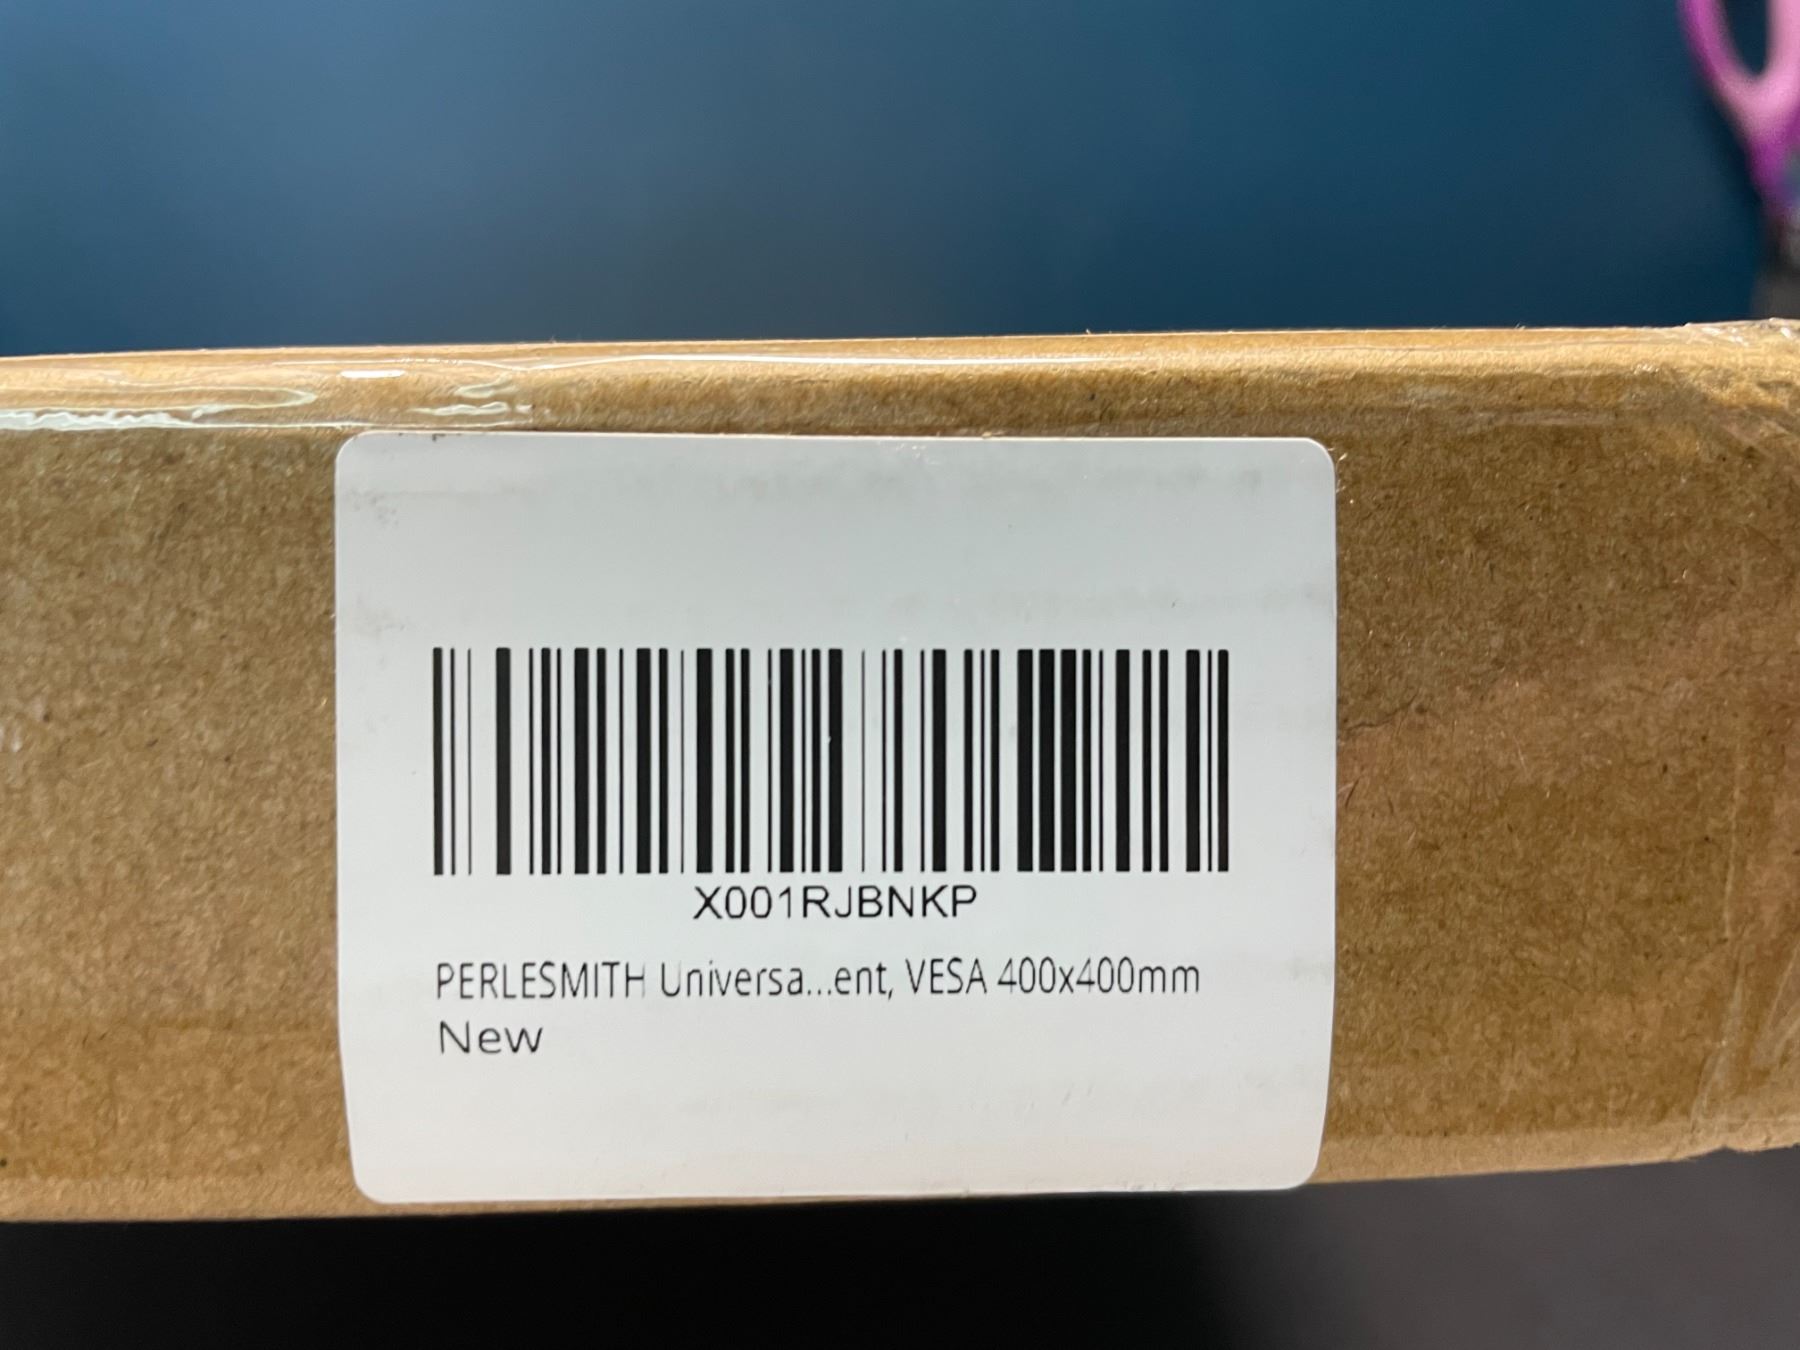 X001RJBNKP
PERLESMITH Universa...ent, VESA 400x400mm
New